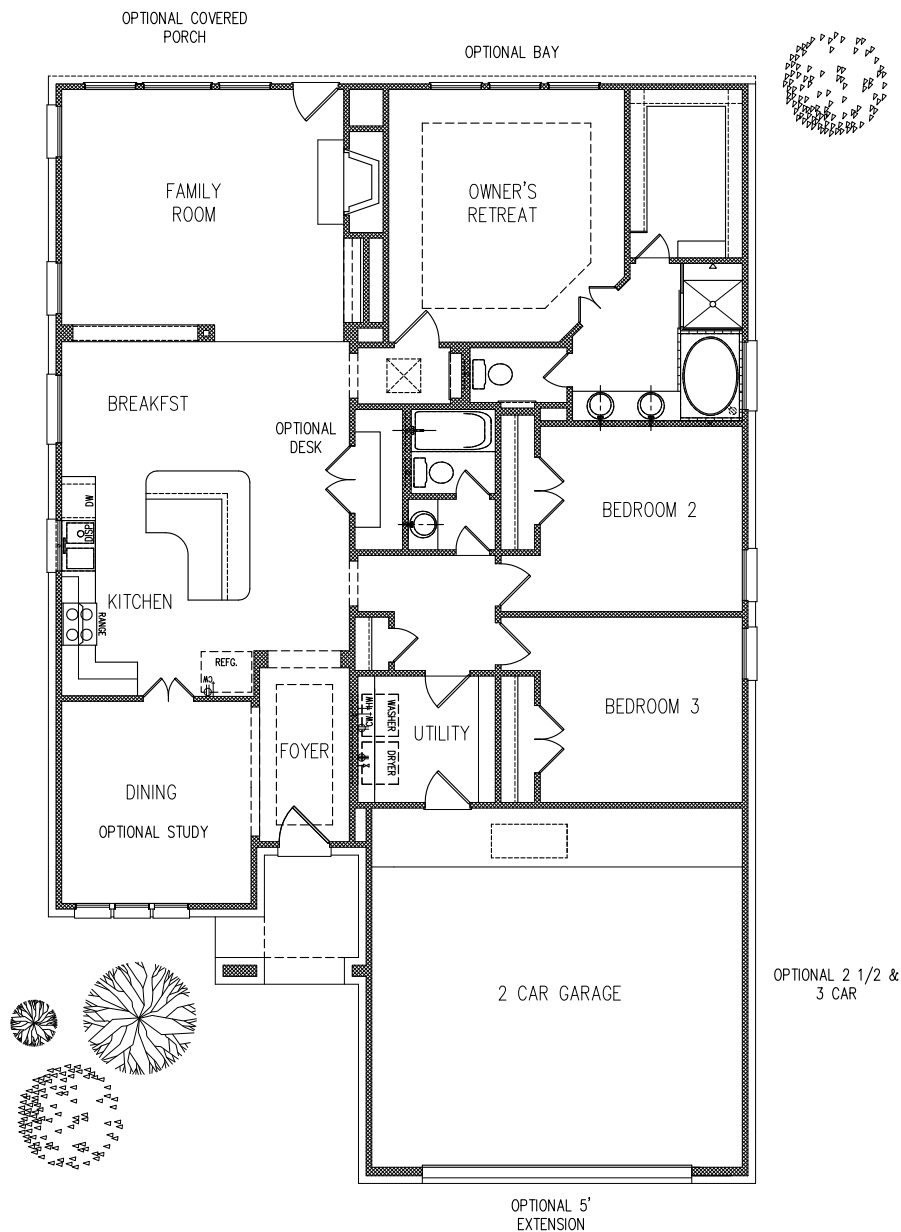 OPTIONAL COVERED
PORCH
OPTIONAL BAY
FAMILY
ROOM
OWNER'S
RETREAT
BREAKFST
OPTIONAL
DESK
DW
DISP
BEDROOM 2
KITCHEN
RANGE
REFG.
CW
BEDROOM 3
WASHER
DRYER
UTILITY
FOYER
DINING
OPTIONAL STUDY
2 CAR GARAGE
OPTIONAL 2 1/2 &
3 CAR
OPTIONAL 5'
EXTENSION